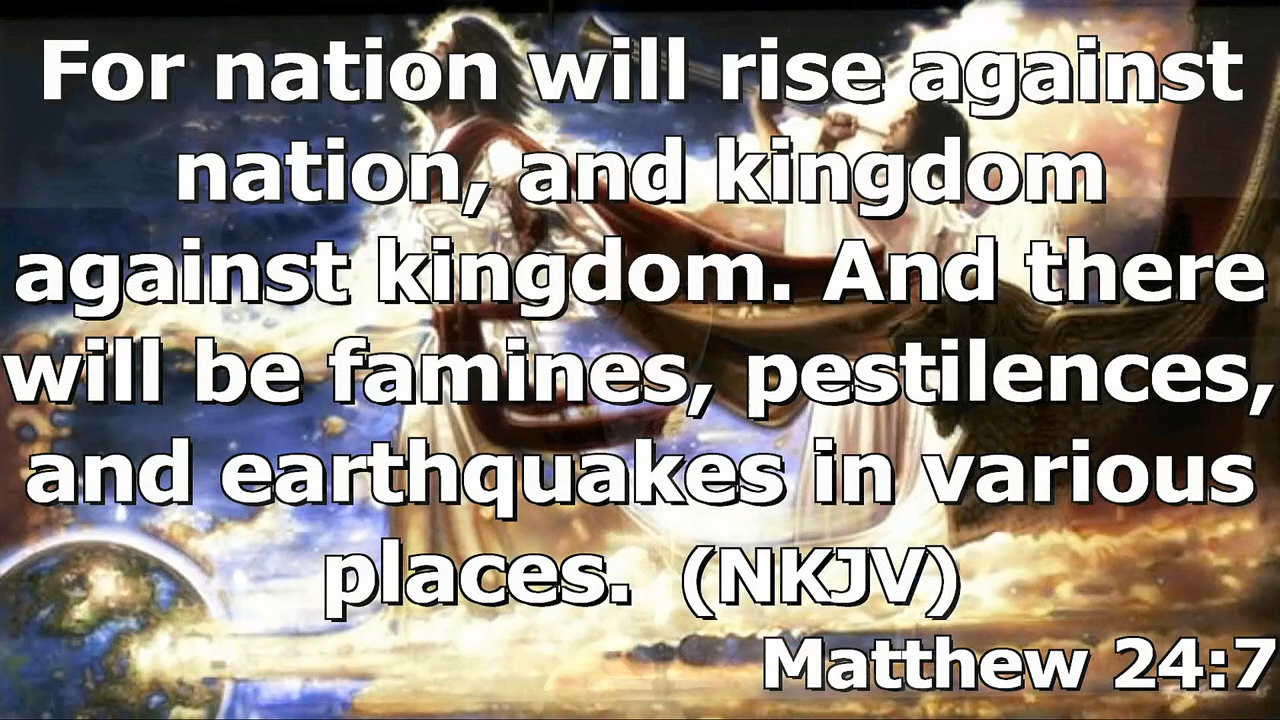 For nation will rise against
nation, and kingdom
against kingdom. And there
will be famines, pestilences,
and earthquakes in various
places.  (NKJV)
Matthew 24:7